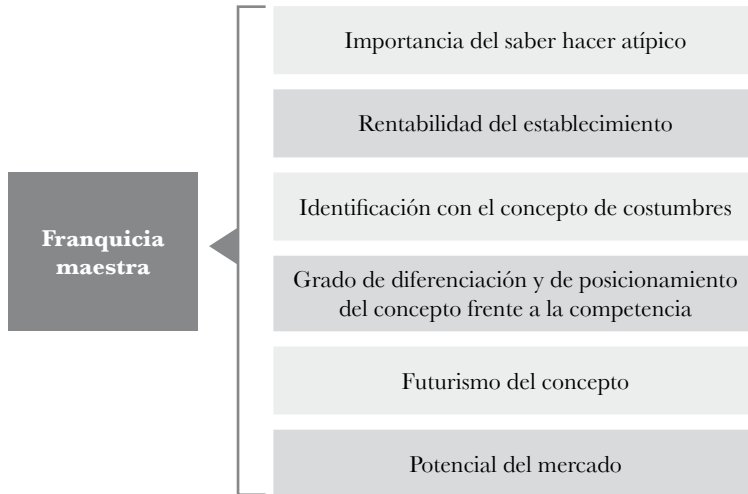 Importancia del saber hacer atípico
Rentabilidad del establecimiento
Identificación con el concepto de costumbres
Franquicia
maestra
Grado de diferenciación y de posicionamiento
del concepto frente a la competencia
Futurismo del concepto
Potencial del mercado